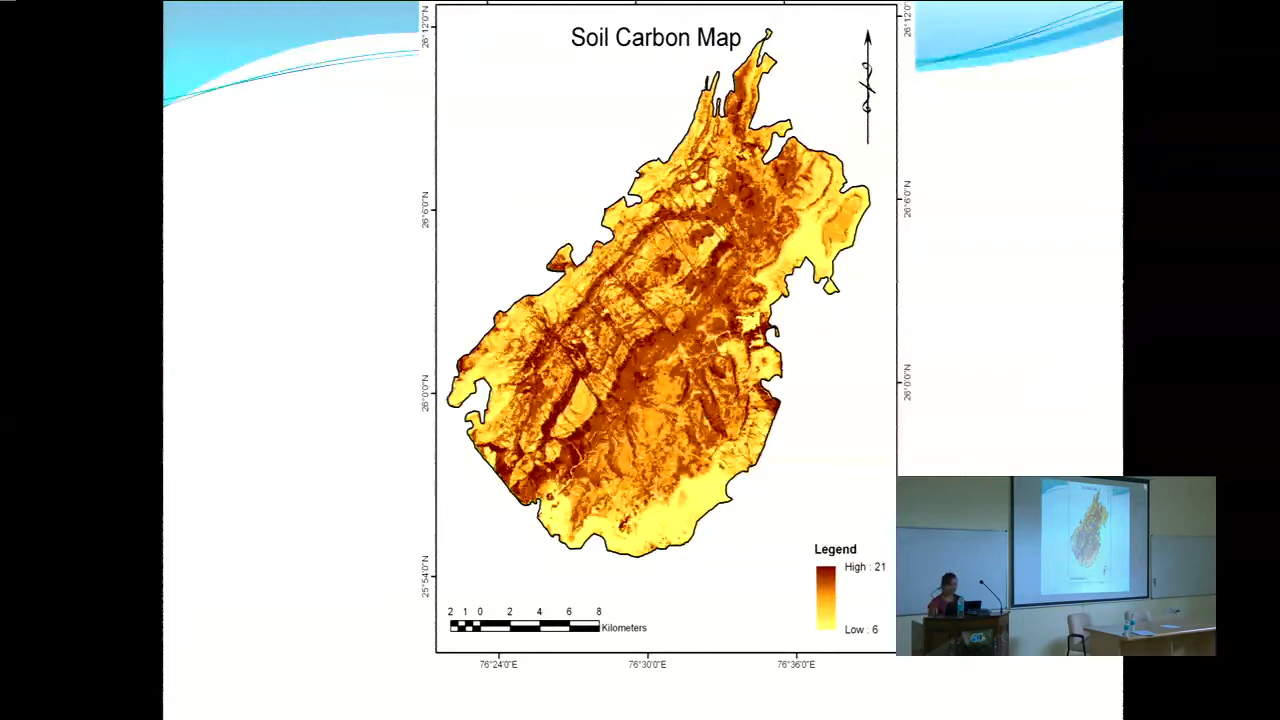 Soil Carbon Map
26°12'0"N
26°12'0"
26°6'0"N
26°6'0"N
26°0'0"N
26°0'0"N
25°54'0"N
Legend
High : 21
Low : 6
2 1 0 2 4 6 8
Kilometers
76°24'0"E 76°30'0"E 76°36'0"E